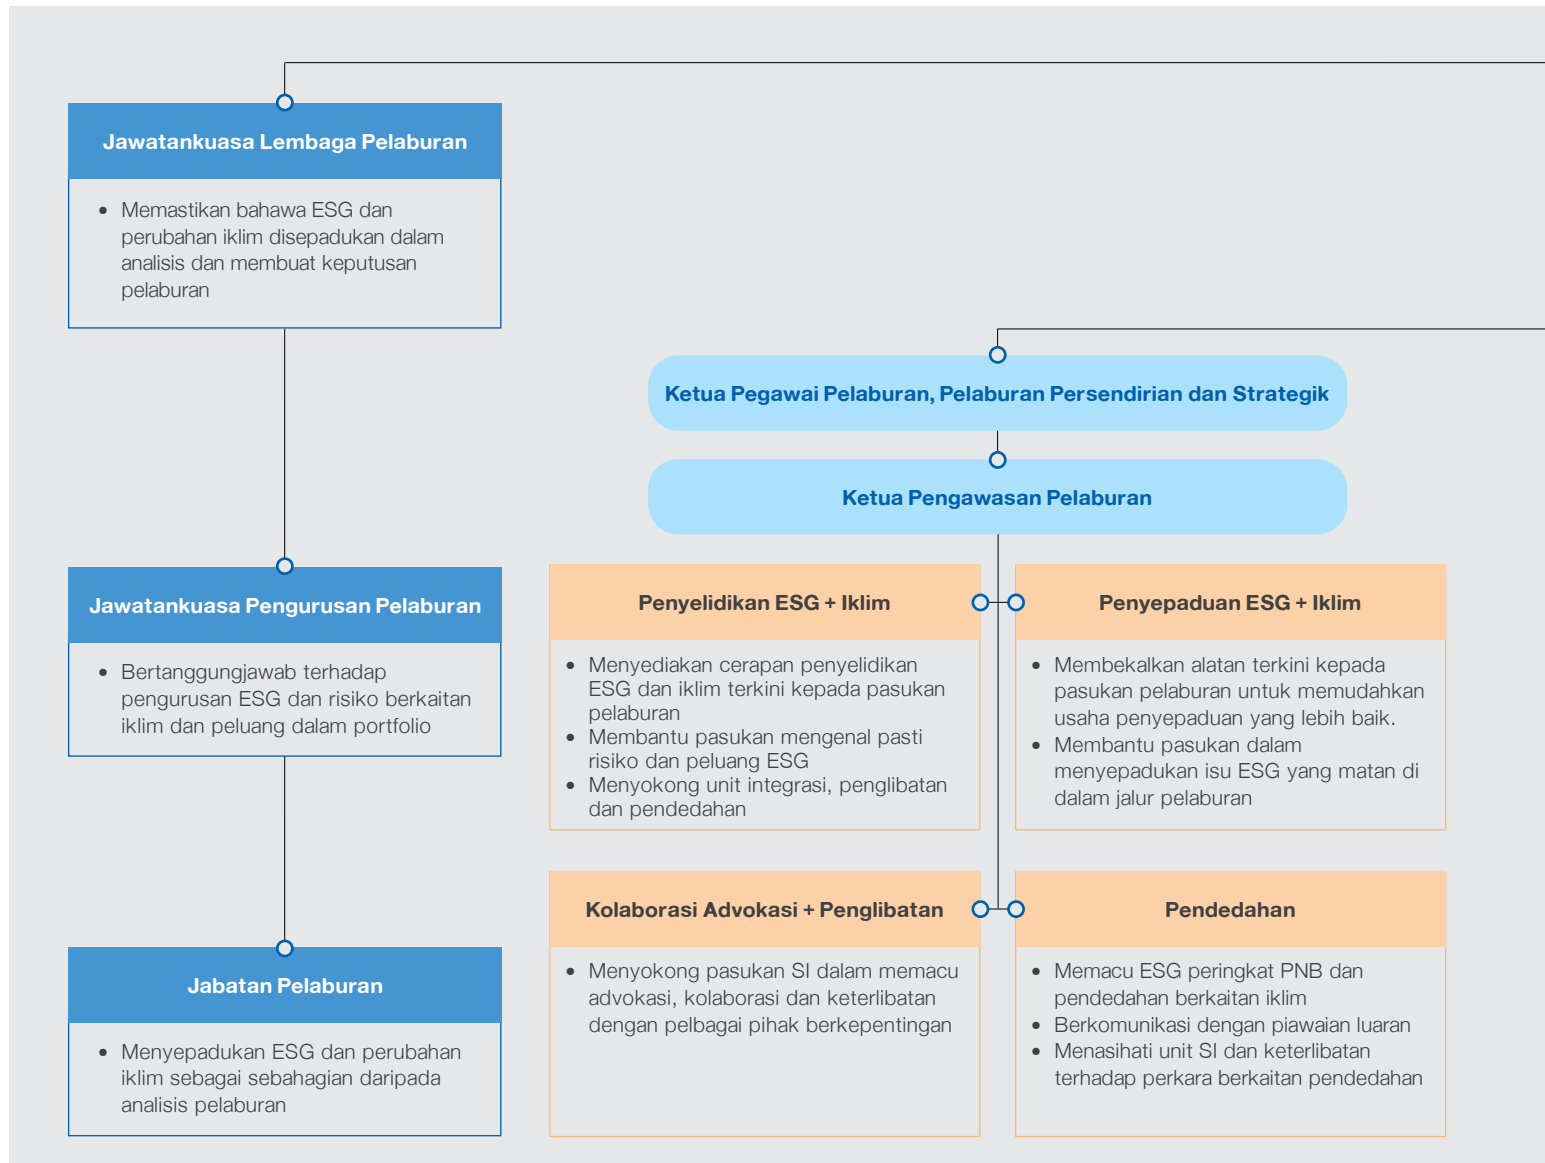 Jawatankuasa Lembaga Pelaburan
• Memastikan bahawa ESG dan
perubahan iklim disepadukan dalam
analisis dan membuat keputusan
pelaburan
Jawatankuasa Pengurusan Pelaburan
• Bertanggungjawab terhadap
pengurusan ESG dan risiko berkaitan
iklim dan peluang dalam portfolio
Jabatan Pelaburan
• Menyepadukan ESG dan perubahan
iklim sebagai sebahagian daripada
analisis pelaburan
Ketua Pegawai Pelaburan, Pelaburan Persendirian dan Strategik
Ketua Pengawasan Pelaburan
Penyelidikan ESG + Iklim
• Menyediakan cerapan penyelidikan
ESG dan iklim terkini kepada pasukan
pelaburan
• Membantu pasukan mengenal pasti
risiko dan peluang ESG
• Menyokong unit integrasi, penglibatan
dan pendedahan
Penyepaduan ESG + Iklim
• Membekalkan alatan terkini kepada
pasukan pelaburan untuk memudahkan
usaha penyepaduan yang lebih baik.
• Membantu pasukan dalam
menyepadukan isu ESG yang matan di
dalam jalur pelaburan
Kolaborasi Advokasi + Penglibatan
• Menyokong pasukan SI dalam memacu
advokasi, kolaborasi dan keterlibatan
dengan pelbagai pihak berkepentingan
Pendedahan
• Memacu ESG peringkat PNB dan
pendedahan berkaitan iklim
• Berkomunikasi dengan piawaian luaran
• Menasihati unit SI dan keterlibatan
terhadap perkara berkaitan pendedahan